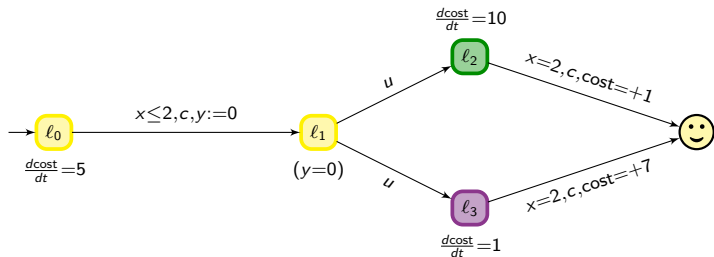 dcost/dt=10
ℓ2
x=2,c,cost=+1
u
x≤2,c,y:=0
ℓ0
ℓ1
dcost/dt=5
(y=0)
u
ℓ3
x=2,c,cost=+7
dcost/dt=1